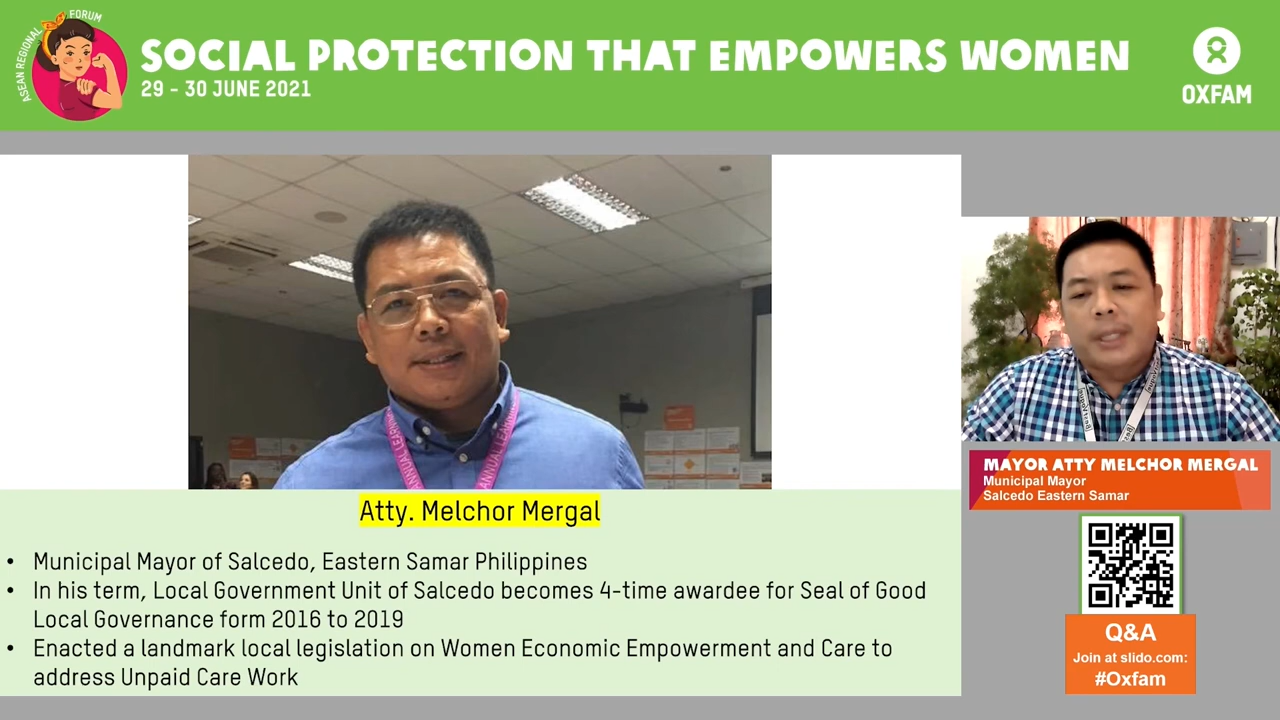 ASEAN REGIONAL FORUM
SOCIAL PROTECTION THAT EMPOWERS WOMEN
29 - 30 JUNE 2021
OXFAM
ANNUAL LEARN
Atty. Melchor Mergal
• Municipal Mayor of Salcedo, Eastern Samar Philippines
• In his term, Local Government Unit of Salcedo becomes 4-time awardee for Seal of Good
Local Governance form 2016 to 2019
• Enacted a landmark local legislation on Women Economic Empowerment and Care to
address Unpaid Care Work
MAYOR ATTY MELCHOR MERGAL
Municipal Mayor
Salcedo Eastern Samar
Q&A
Join at slido.com:
#Oxfam